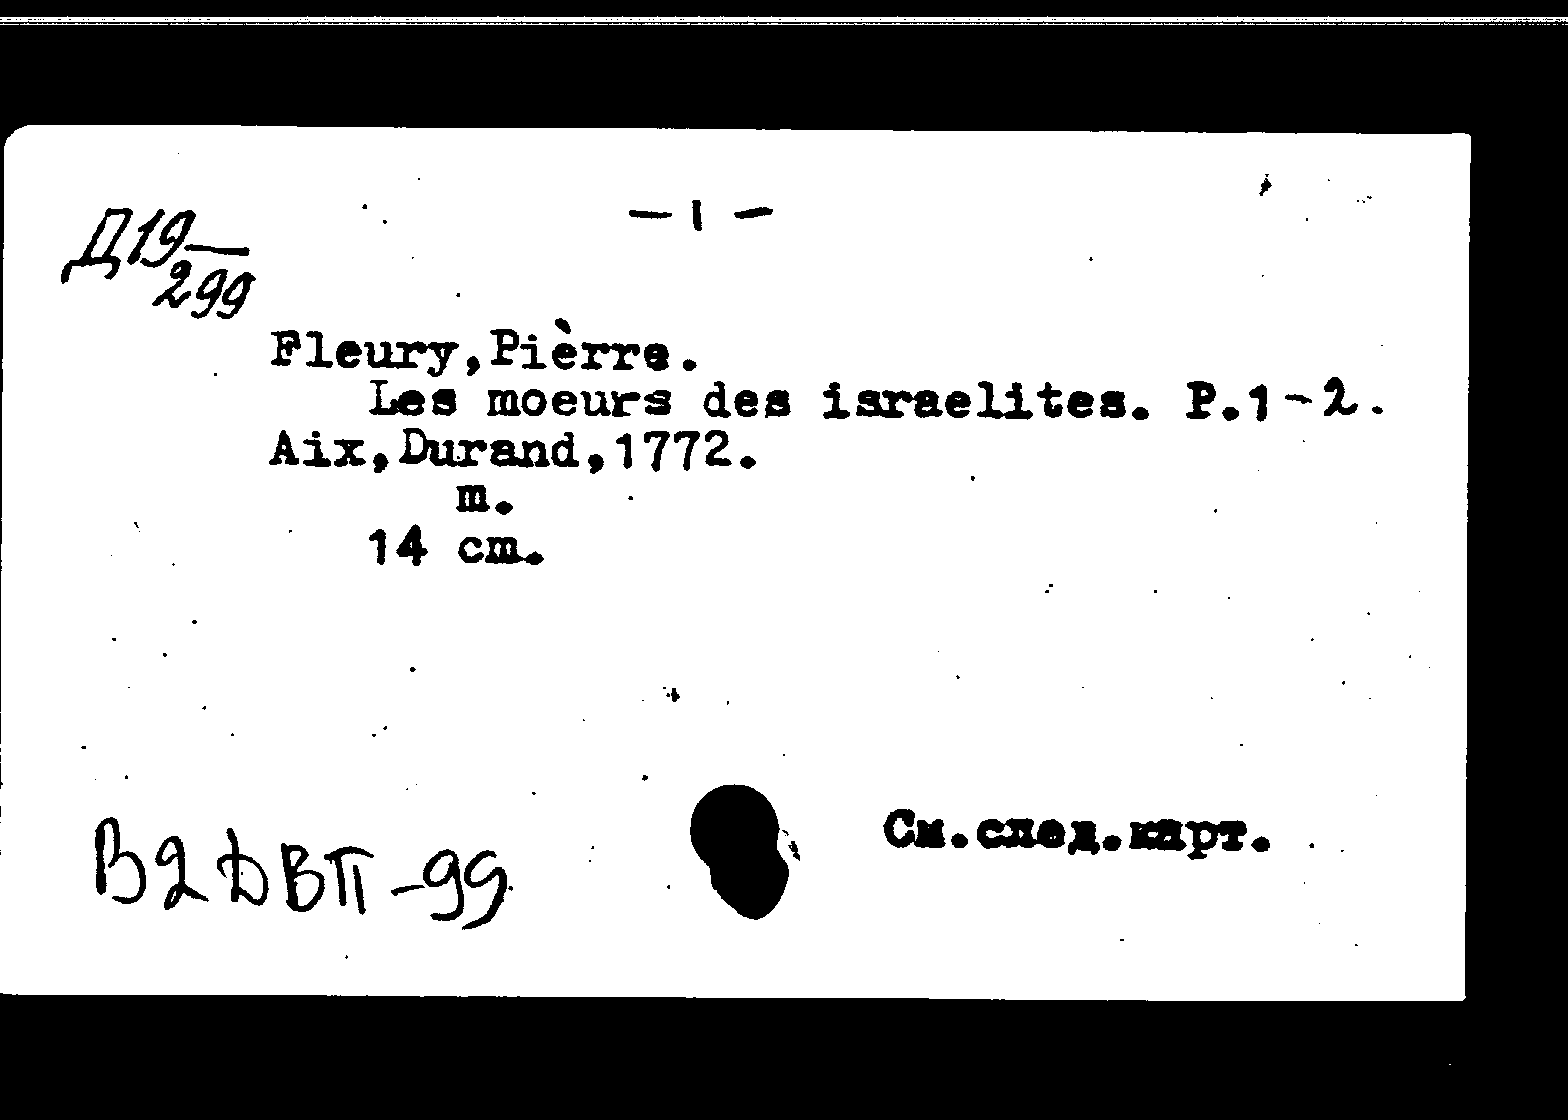 — 1 —
Д19—
299
Fleury,Pièrre.
Les moeurs des israelites. P.1-2.
Aix,Durand,1772.
m.
14 cm.
См.след.карт.
В2ДВП-99